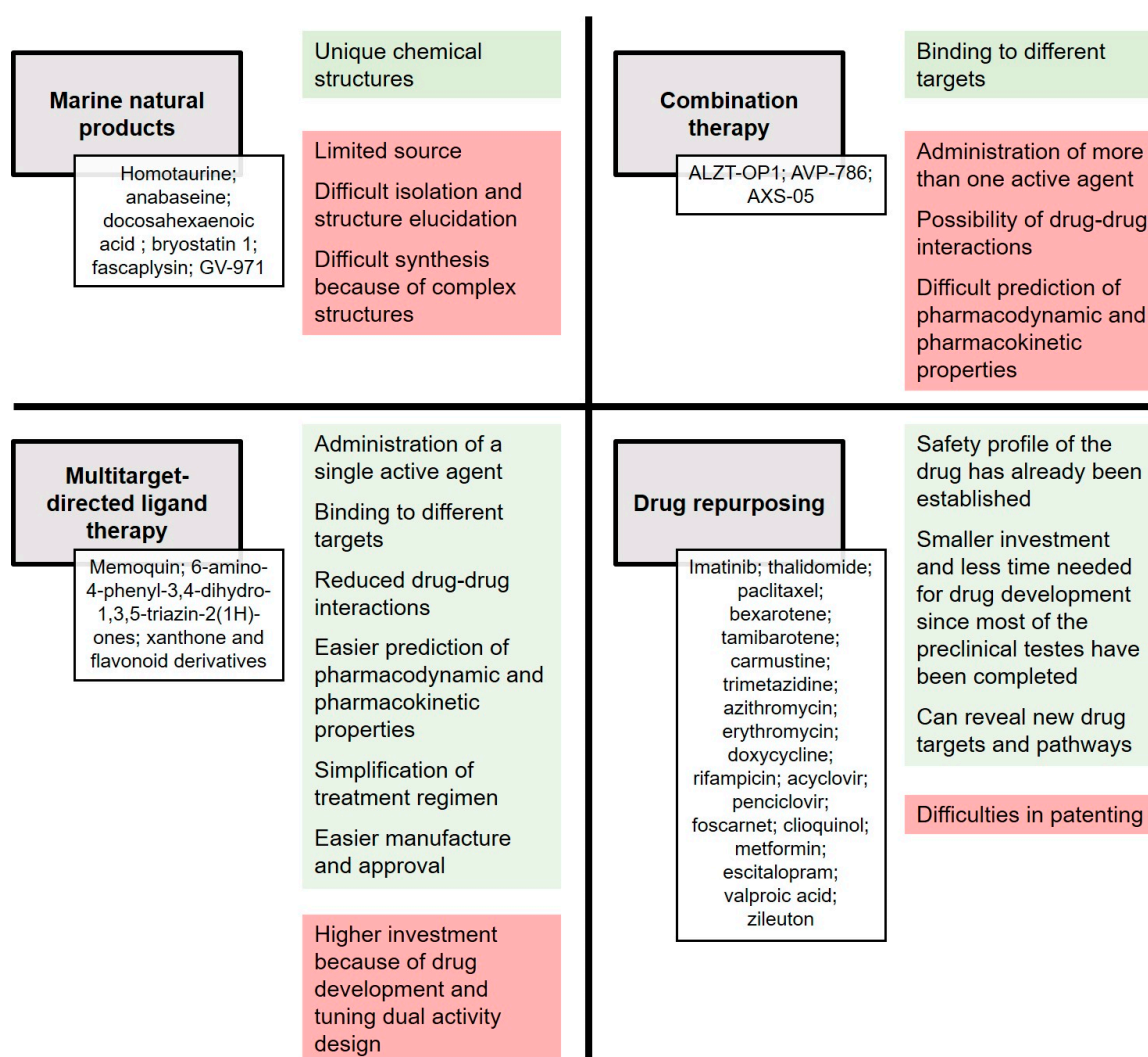 Marine natural
products
Homotaurine;
anabaseine;
docosahexaenoic
acid ; bryostatin 1;
fascaplysin; GV-971
Unique chemical
structures
Limited source
Difficult isolation and
structure elucidation
Difficult synthesis
because of complex
structures
Combination
therapy
ALZT-OP1; AVP-786;
AXS-05
Binding to different
targets
Administration of more
than one active agent
Possibility of drug-drug
interactions
Difficult prediction of
pharmacodynamic and
pharmacokinetic
properties
Multitarget-
directed ligand
therapy
Memoquin; 6-amino-
4-phenyl-3,4-dihydro-
1,3,5-triazin-2(1H)-
ones; xanthone and
flavonoid derivatives
Administration of a
single active agent
Binding to different
targets
Reduced drug-drug
interactions
Easier prediction of
pharmacodynamic and
pharmacokinetic
properties
Simplification of
treatment regimen
Easier manufacture
and approval
Higher investment
because of drug
development and
tuning dual activity
design
Drug repurposing
Imatinib; thalidomide;
paclitaxel;
bexarotene;
tamibarotene;
carmustine;
trimetazidine;
azithromycin;
erythromycin;
doxycycline;
rifampicin; acyclovir;
penciclovir;
foscarnet; clioquinol;
metformin;
escitalopram;
valproic acid;
zileuton
Safety profile of the
drug has already been
established
Smaller investment
and less time needed
for drug development
since most of the
preclinical testes have
been completed
Can reveal new drug
targets and pathways
Difficulties in patenting